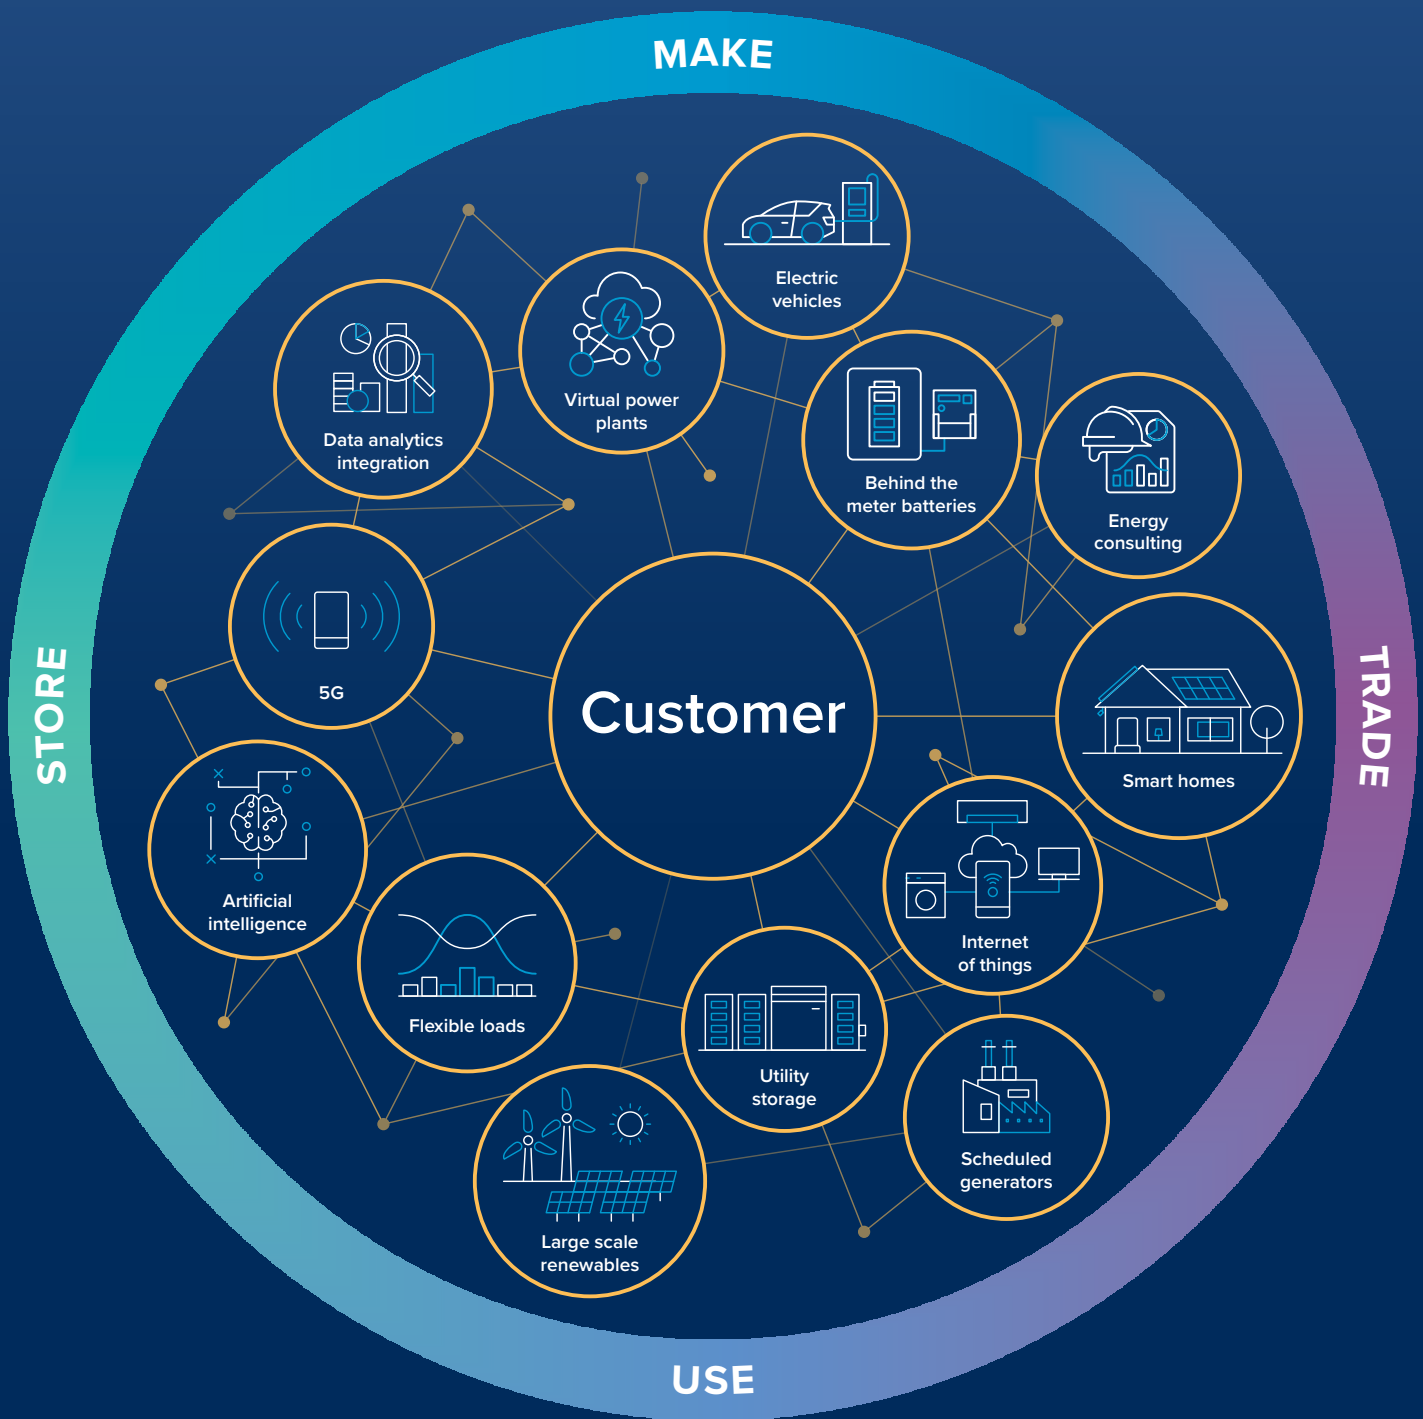 MAKE
Electric
vehicles
Virtual power
plants
Data analytics
integration
Behind the
meter batteries
Energy
consulting
5G
STORE
Customer
TRADE
Smart homes
Artificial
intelligence
Internet
of things
Flexible loads
Utility
storage
Scheduled
generators
Large scale
renewables
USE